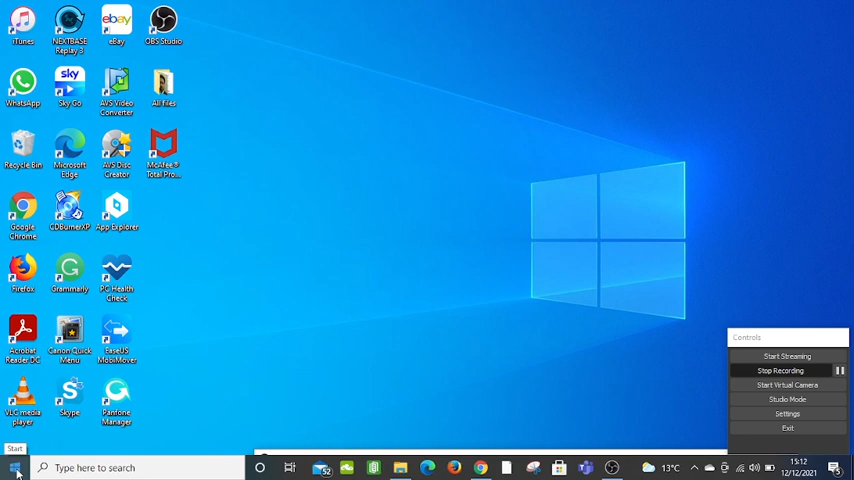 iTunes
NEXTBASE
Replay 3
ebay
eBay
OBS Studio
WhatsApp
sky
Sky Go
AVS Video
Converter
All files
Recycle Bin
Microsoft
Edge
AVS Disc
Creator
McAfee®
Total Pro...
Google
Chrome
CDBurnerXP
App Explorer
Firefox
Grammarly
PC Health
Check
Acrobat
Reader DC
Canon Quick
Menu
EaseUS
MobiMover
VLC media
player
Skype
Pantone
Manager
Controls
Start Streaming
Stop Recording
Start Virtual Camera
Studio Mode
Settings
Exit
Start
Type here to search
52
13°C
15:12
12/12/2021